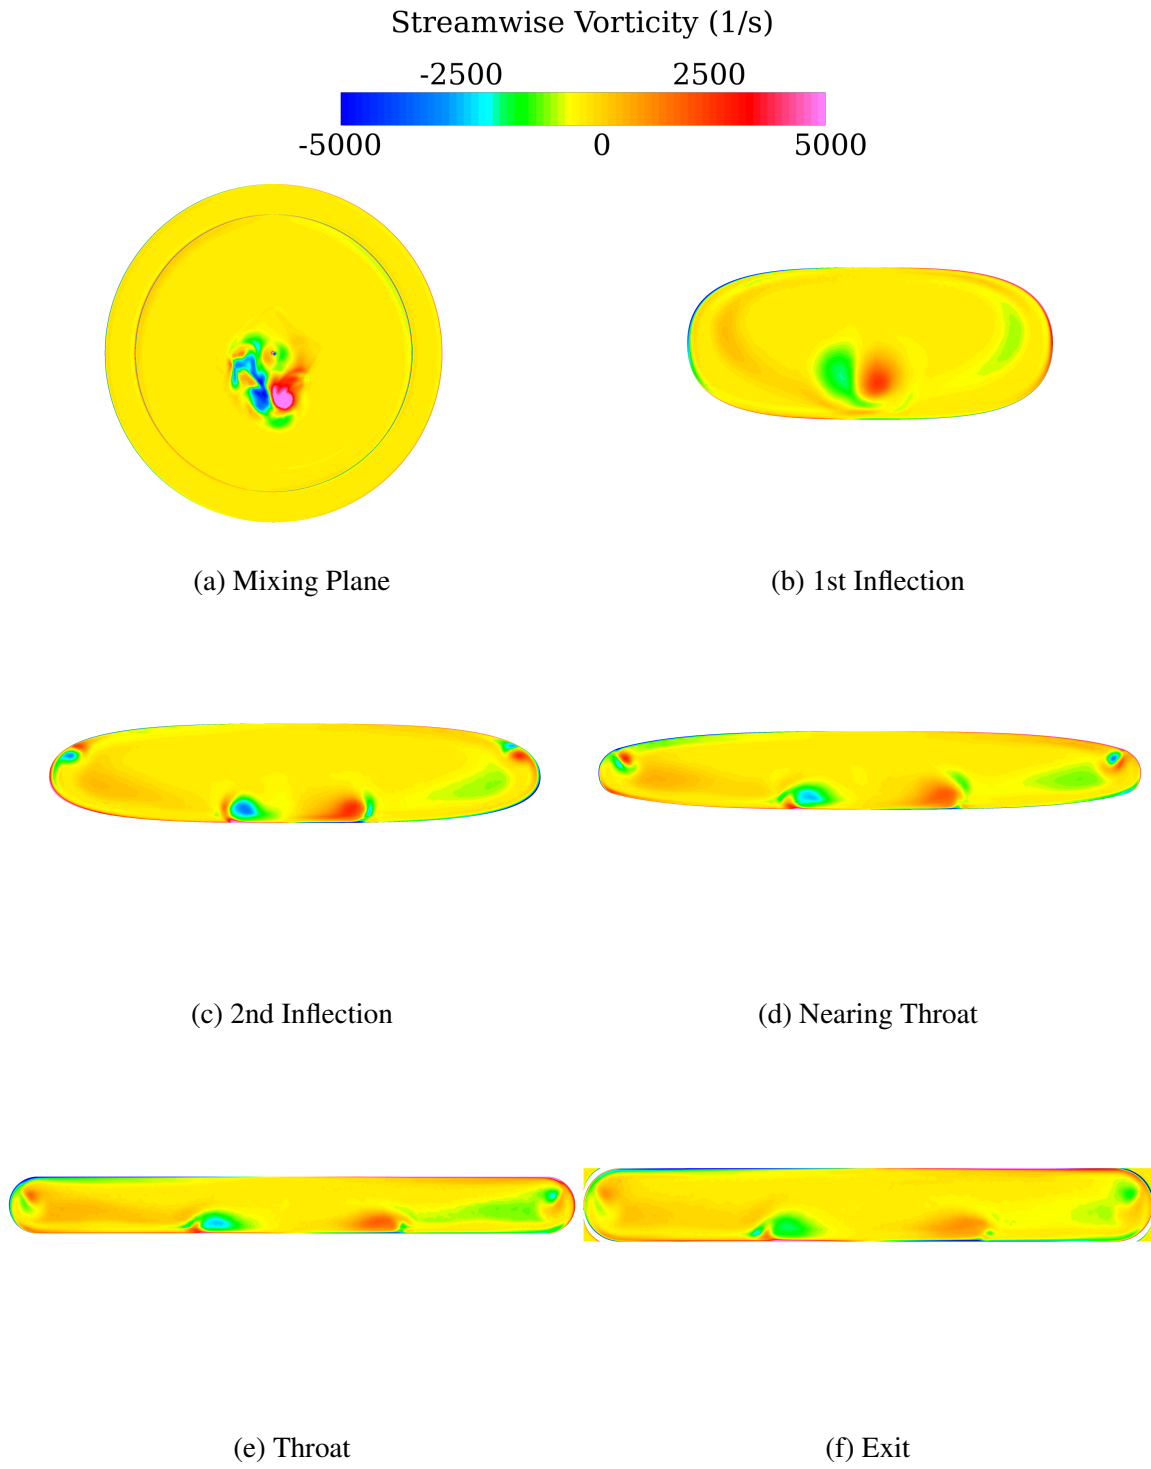 Streamwise Vorticity (1/s)
-2500 2500
-5000 0 5000
(a) Mixing Plane
(b) 1st Inflection
(c) 2nd Inflection
(d) Nearing Throat
(e) Throat
(f) Exit